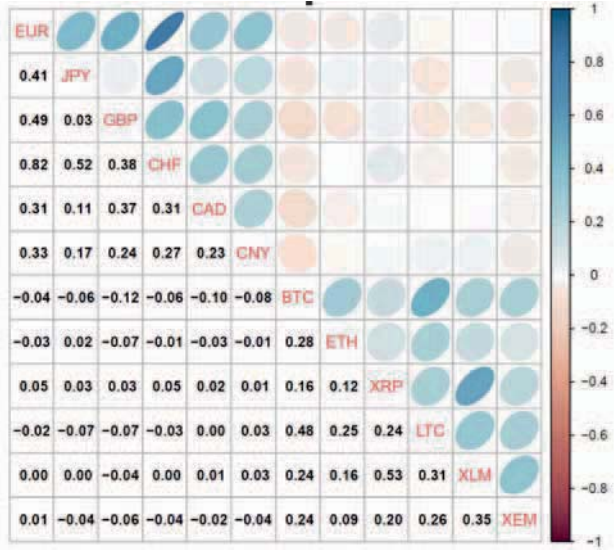 EUR
0.41 JPY
0.49 0.03 GBP
0.82 0.52 0.38 CHF
0.31 0.11 0.37 0.31 CAD
0.33 0.17 0.24 0.27 0.23 CNY
−0.04 −0.06 −0.12 −0.06 −0.10 −0.08 BTC
−0.03 0.02 −0.07 −0.01 −0.03 −0.01 0.28 ETH
0.05 0.03 0.03 0.05 0.02 0.01 0.16 0.12 XRP
−0.02 −0.07 −0.07 −0.03 0.00 0.03 0.48 0.25 0.24 LTC
0.00 0.00 −0.04 0.00 0.01 0.03 0.24 0.16 0.53 0.31 XLM
0.01 −0.04 −0.06 −0.04 −0.02 −0.04 0.24 0.09 0.20 0.26 0.35 XEM
1
0.8
0.6
0.4
0.2
0
−0.2
−0.4
−0.6
−0.8
−1